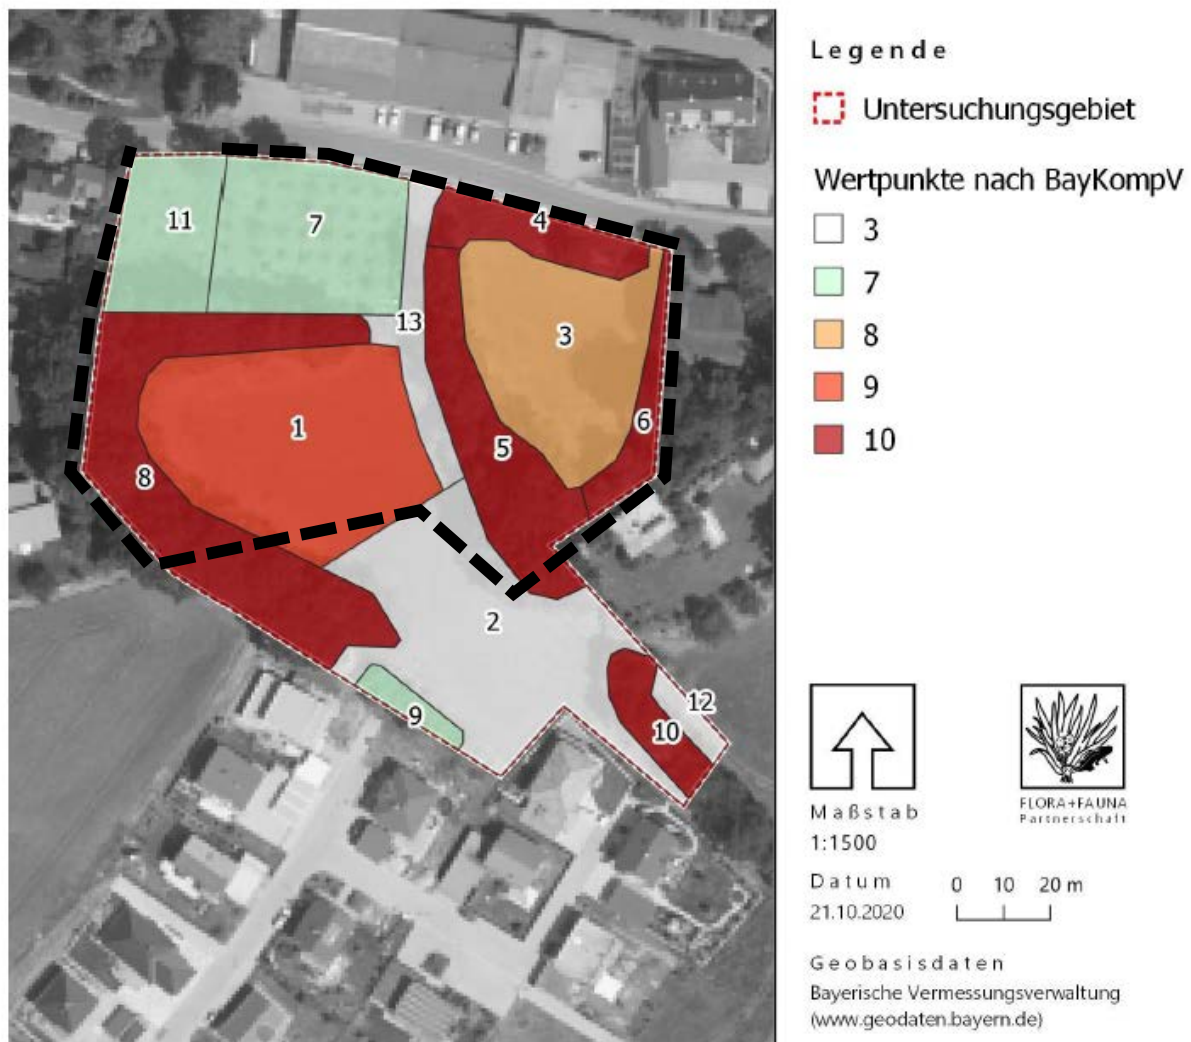 Legende
Untersuchungsgebiet
Wertpunkte nach BayKompV
3
7
8
9
10
4
11
7
13
3
1
6
5
8
2
12
9
10
Maßstab
1:1500
FLORA+FAUNA
Partnerschaft
Datum
21.10.2020
0 10 20 m
Geobasisdaten
Bayerische Vermessungsverwaltung
(www.geodaten.bayern.de)